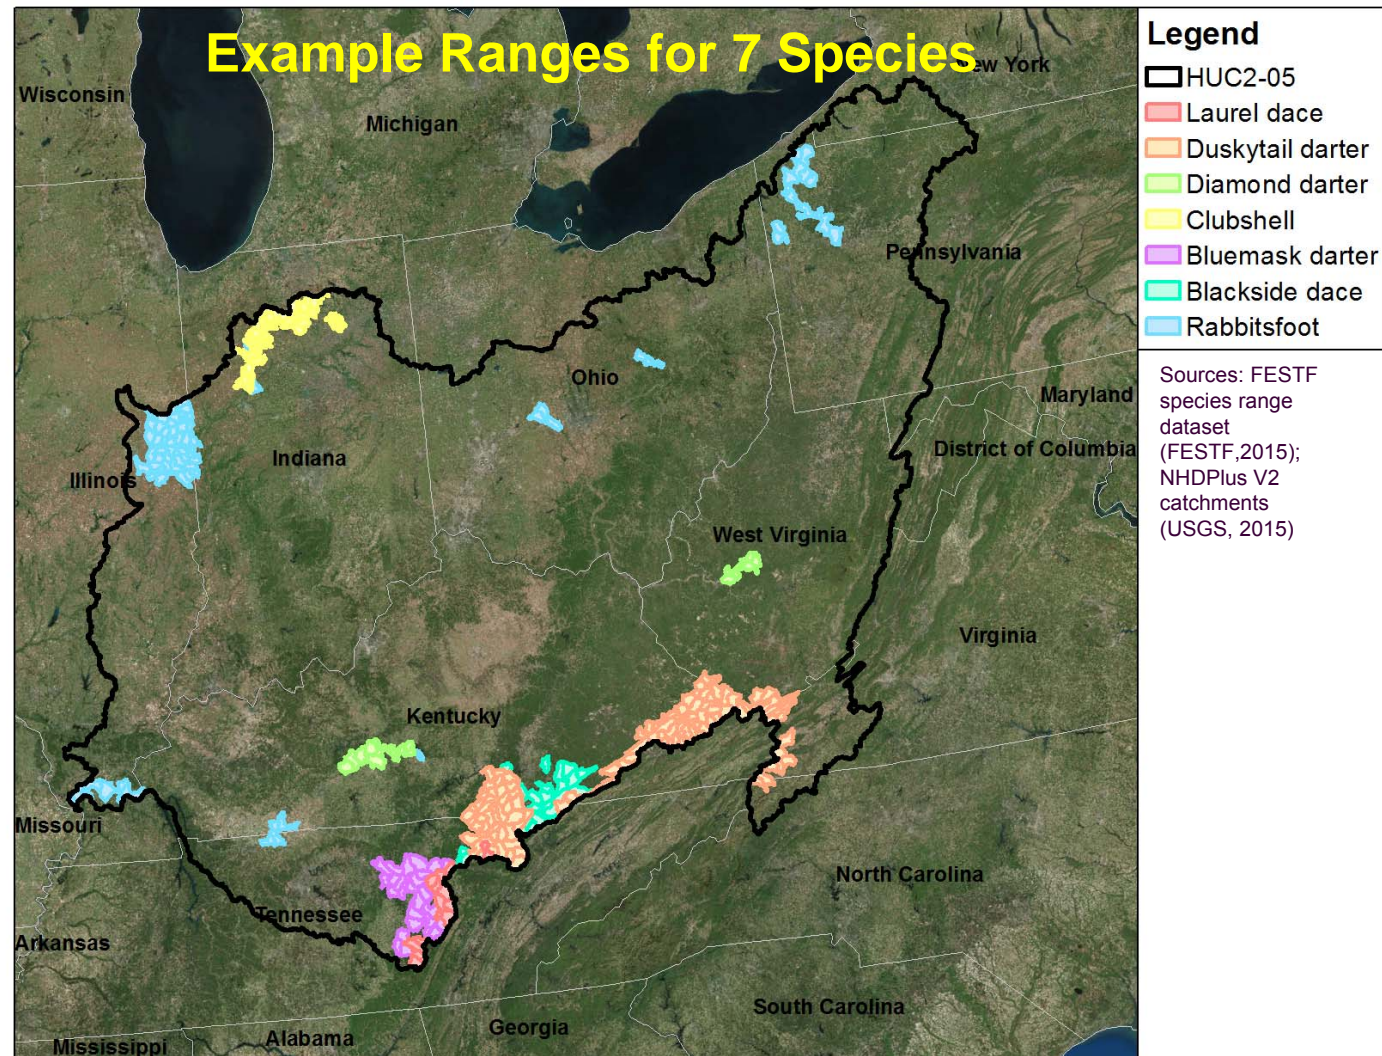 Example Ranges for 7 Species
Wisconsin
Michigan
New York
Pennsylvania
Ohio
Maryland
Illinois
Indiana
District of Columbia
West Virginia
Virginia
Kentucky
Missouri
North Carolina
Tennessee
Arkansas
South Carolina
Georgia
Alabama
Mississippi
Legend
HUC2-05
Laurel dace
Duskytail darter
Diamond darter
Clubshell
Bluemask darter
Blackside dace
Rabbitsfoot
Sources: FESTF
species range
dataset
(FESTF,2015);
NHDPlus V2
catchments
(USGS, 2015)